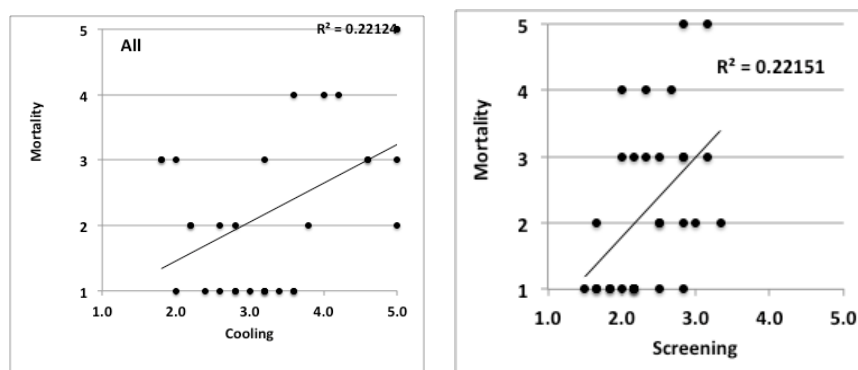 All
R² = 0.22124
Mortality
5
4
3
2
1
1.0 2.0 3.0 4.0 5.0
Cooling
R² = 0.22151
Mortality
5
4
3
2
1
1.0 2.0 3.0 4.0 5.0
Screening